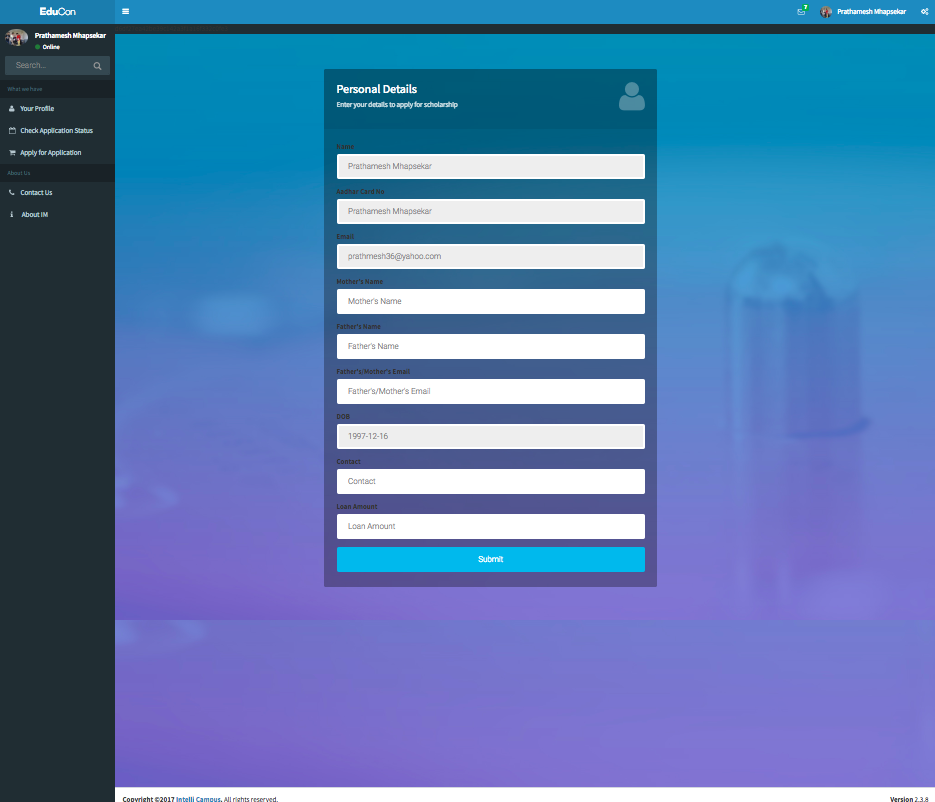 EduCon
7
Prathamesh Mhapsekar
Prathamesh Mhapsekar
Online
Search...
What we have
Your Profile
Check Application Status
Apply for Application
About Us
Contact Us
About IM
Personal Details
Enter your details to apply for scholarship
Name
Prathamesh Mhapsekar
Aadhar Card No
Prathamesh Mhapsekar
Email
prathmesh36@yahoo.com
Mother's Name
Mother's Name
Father's Name
Father's Name
Father's/Mother's Email
Father's/Mother's Email
DOB
1997-12-16
Contact
Contact
Loan Amount
Loan Amount
Submit
Copyright ©2017 Intelli Campus. All rights reserved.
Version 2.3.8